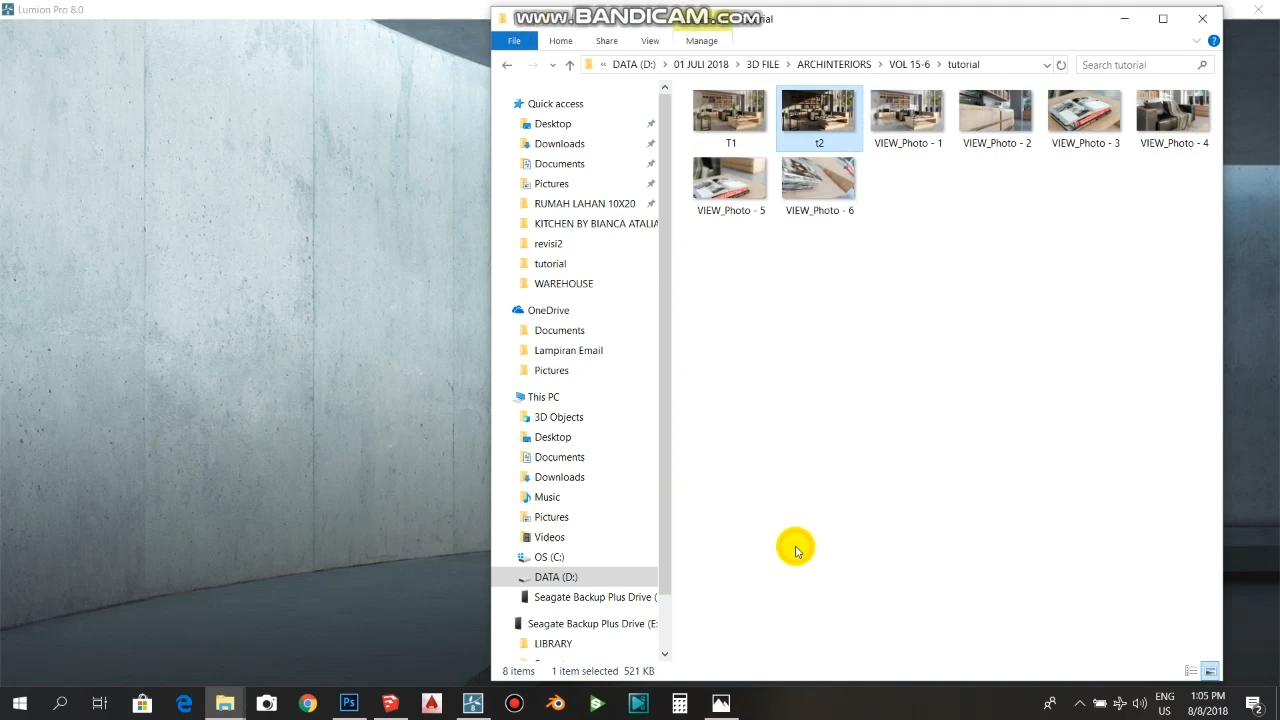 Lumion Pro 8.0
www.BANDICAM.com
File
Home
Share
View
Manage
DATA (D:)
01 JULI 2018
3D FILE
ARCHINTERIORS
VOL 15-6
tutorial
Search tutorial
Quick access
Desktop
Downloads
Documents
Pictures
RUMAH LAHAN 10X20
KITCHEN BY BIANCA ATALIA
revisi2
tutorial
WAREHOUSE
OneDrive
Documents
Lampiran Email
Pictures
This PC
3D Objects
Desktop
Documents
Downloads
Music
Pictures
Videos
OS (C:)
DATA (D:)
Seagate Backup Plus Drive (
Seagate Backup Plus Drive (E:
LIBRARY
T1
t2
VIEW_Photo - 1
VIEW_Photo - 2
VIEW_Photo - 3
VIEW_Photo - 4
VIEW_Photo - 5
VIEW_Photo - 6
8 items
1 item selected 521 KB
Ps
ENG
US
1:05 PM
8/8/2018
2